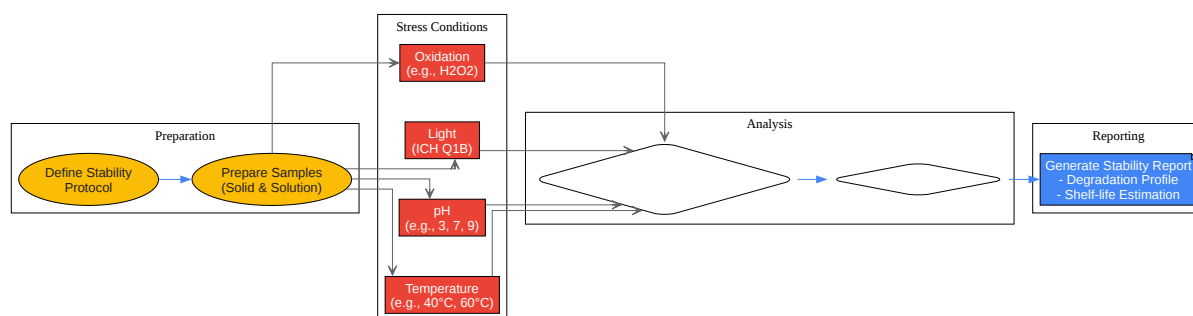 Preparation
Define Stability
Protocol
Prepare Samples
(Solid & Solution)
Stress Conditions
Oxidation
(e.g., H2O2)
Light
(ICH Q1B)
pH
(e.g., 3, 7, 9)
Temperature
(e.g., 40°C, 60°C)
Analysis
Reporting
Generate Stability Report
- Degradation Profile
- Shelf-life Estimation